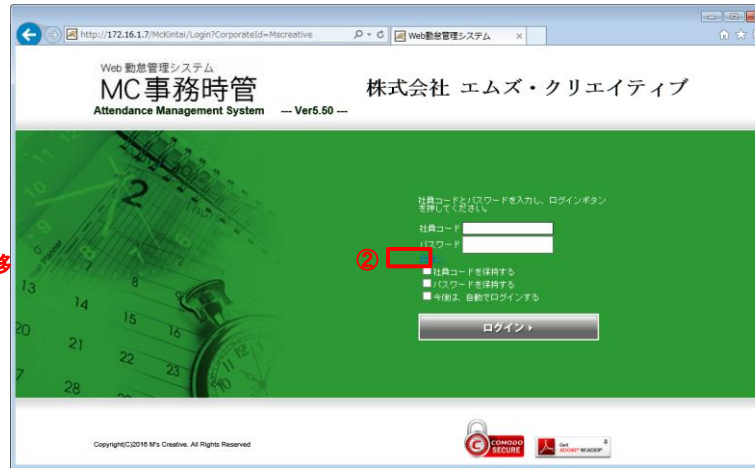 http://172.16.1.7/McKintai/Login?CorporateId=Mscreative
Web勤怠管理システム
Web 勤怠管理システム
MC事務時管
Attendance Management System --- Ver5.50 ---
株式会社 エムズ・クリエイティブ
社員コードとパスワードを入力し、ログインボタン
を押してください。
社員コード
パスワード
②
社員コードを保持する
パスワードを保持する
今後は、自動でログインする
ログイン
2
13
14
15
16
20
21
22
23
28
Copyright(C)2016 M's Creative. All Rights Reserved
COMODO
SECURE
Get
ADOBE® READER®